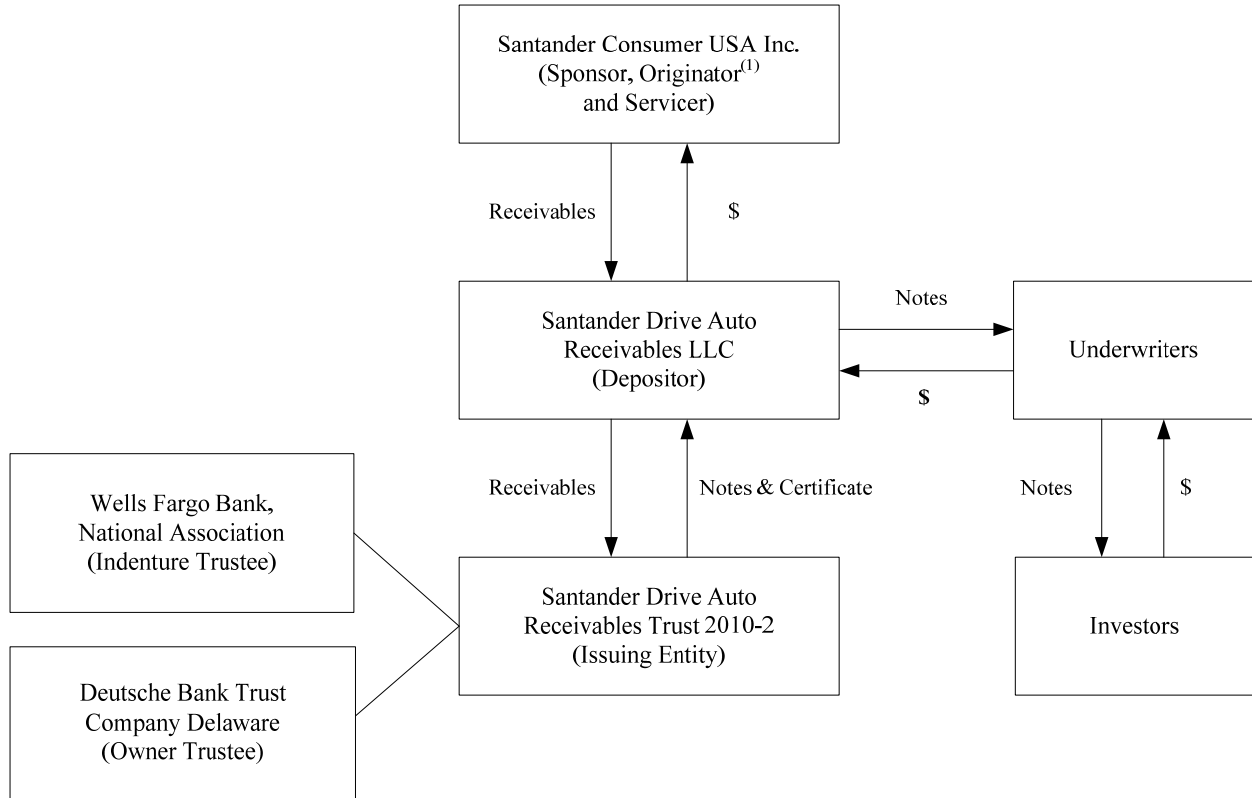 Santander Consumer USA Inc.
(Sponsor, Originator(1)
and Servicer)
Receivables
$
Santander Drive Auto
Receivables LLC
(Depositor)
Notes
$
Underwriters
Receivables
Notes & Certificate
Notes
$
Wells Fargo Bank,
National Association
(Indenture Trustee)
Santander Drive Auto
Receivables Trust 2010-2
(Issuing Entity)
Investors
Deutsche Bank Trust
Company Delaware
(Owner Trustee)